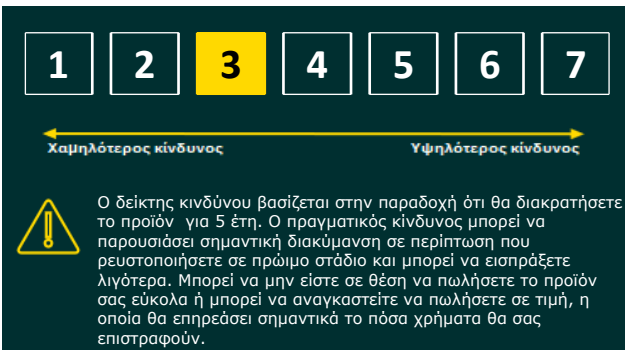 1 2 3 4 5 6 7
Χαμηλότερος κίνδυνος Υψηλότερος κίνδυνος
Ο δείκτης κινδύνου βασίζεται στην παραδοχή ότι θα διακρατήσετε
το προϊόν για 5 έτη. Ο πραγματικός κίνδυνος μπορεί να
παρουσιάσει σημαντική διακύμανση σε περίπτωση που
ρευστοποιήσετε σε πρώιμο στάδιο και μπορεί να εισπράξετε
λιγότερα. Μπορεί να μην είστε σε θέση να πωλήσετε το προϊόν
σας εύκολα ή μπορεί να αναγκαστείτε να πωλήσετε σε τιμή, η
οποία θα επηρεάσει σημαντικά το πόσα χρήματα θα σας
επιστραφούν.